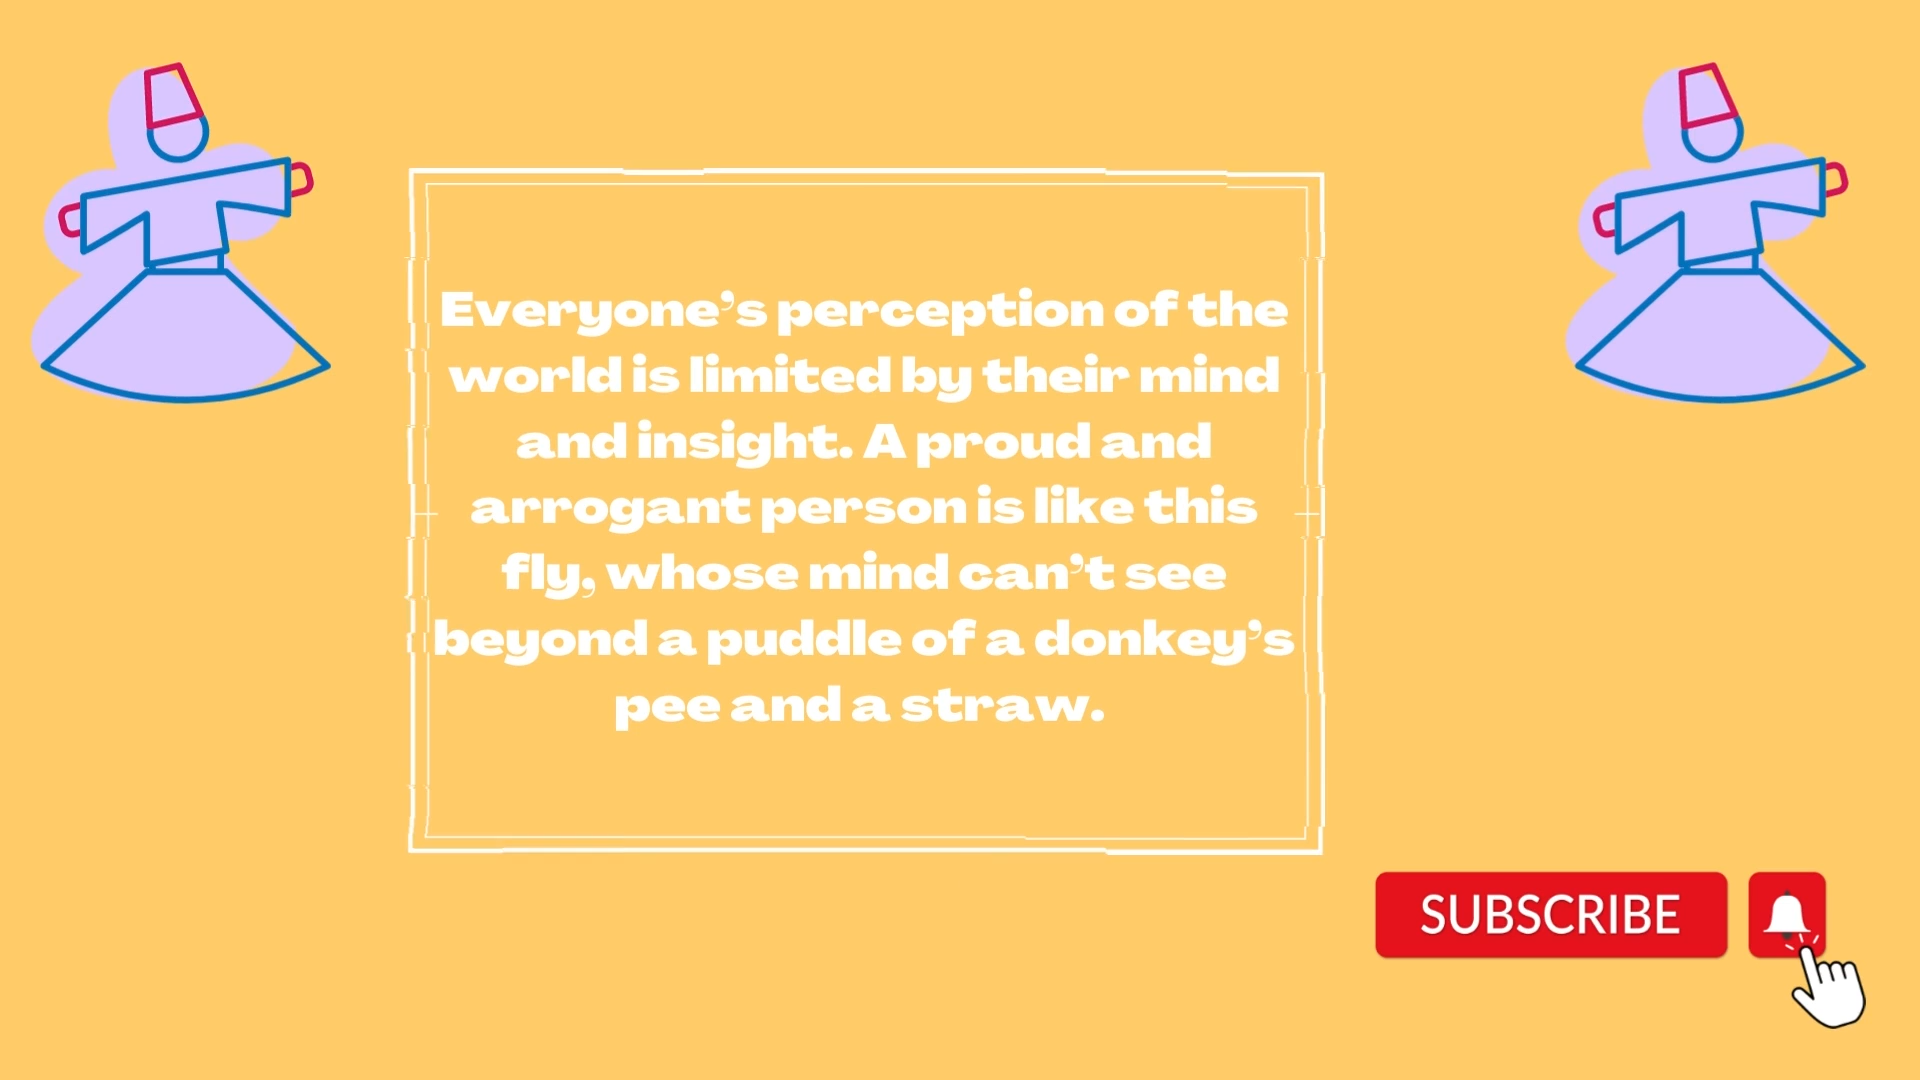 Everyone’s perception of the
world is limited by their mind
and insight. A proud and
arrogant person is like this
fly, whose mind can’t see
beyond a puddle of a donkey’s
pee and a straw.
SUBSCRIBE